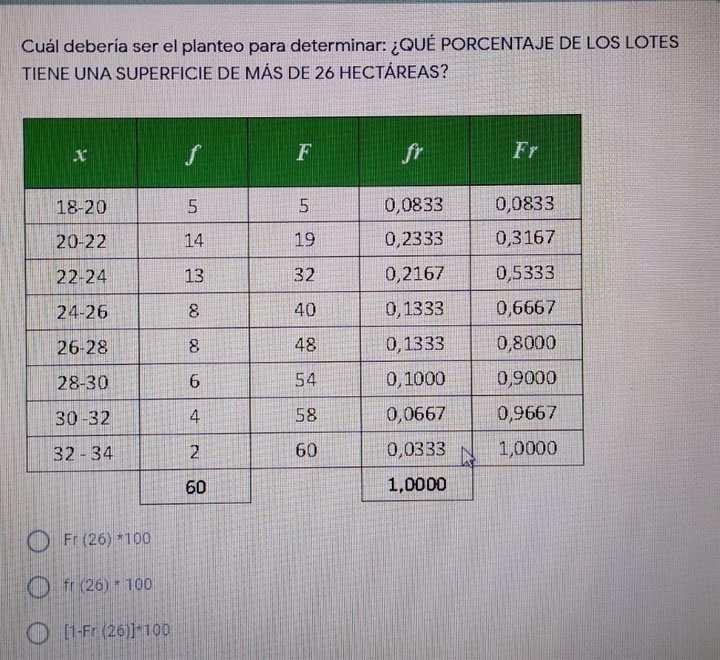 Cuál debería ser el planteo para determinar: ¿QUÉ PORCENTAJE DE LOS LOTES
TIENE UNA SUPERFICIE DE MÁS DE 26 HECTÁREAS?
x f F fr Fr
18-20 5 5 0,0833 0,0833
20-22 14 19 0,2333 0,3167
22-24 13 32 0,2167 0,5333
24-26 8 40 0,1333 0,6667
26-28 8 48 0,1333 0,8000
28-30 6 54 0,1000 0,9000
30 -32 4 58 0,0667 0,9667
32 - 34 2 60 0,0333 1,0000
60 1,0000
Fr (26) *100
fr (26) * 100
[1-Fr (26)]*100